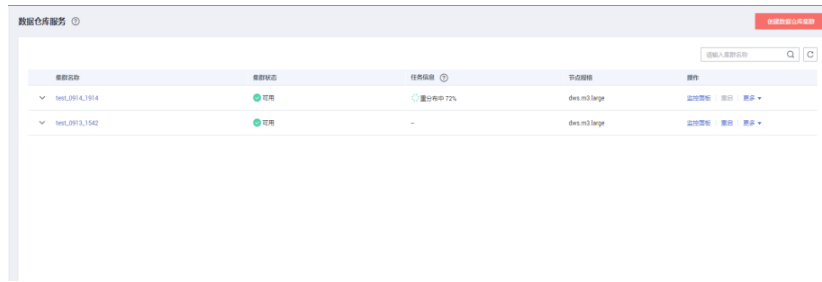 数据仓库服务 ?
创建数据仓库集群
请输入集群名称
集群名称 集群状态 任务信息 ? 节点规格 操作
test_0914_1914 可用 重分布中 72% dws.m3.large 监控面板 重启 更多
test_0913_1542 可用 -- dws.m3.large 监控面板 重启 更多